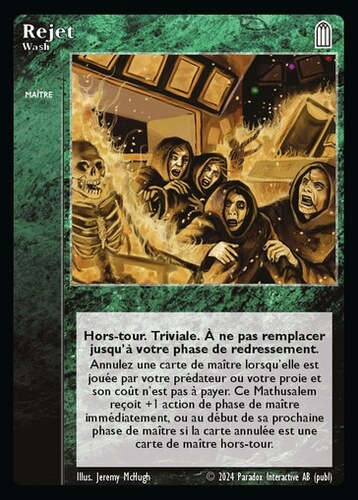 Rejet
Wash
MAÎTRE
Hors-tour. Triviale. À ne pas remplacer
jusqu'à votre phase de redressement.
Annulez une carte de maître lorsqu'elle est
jouée par votre prédateur ou votre proie et
son coût n'est pas à payer. Ce Mathusalem
reçoit +1 action de phase de maître
immédiatement, ou au début de sa prochaine
phase de maître si la carte annulée est une
carte de maître hors-tour.
Illus. Jeremy McHugh © 2024 Paradox Interactive AB (publ)